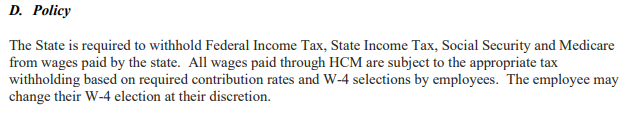 D. Policy
The State is required to withhold Federal Income Tax, State Income Tax, Social Security and Medicare
from wages paid by the state.  All wages paid through HCM are subject to the appropriate tax
withholding based on required contribution rates and W-4 selections by employees.  The employee may
change their W-4 election at their discretion.